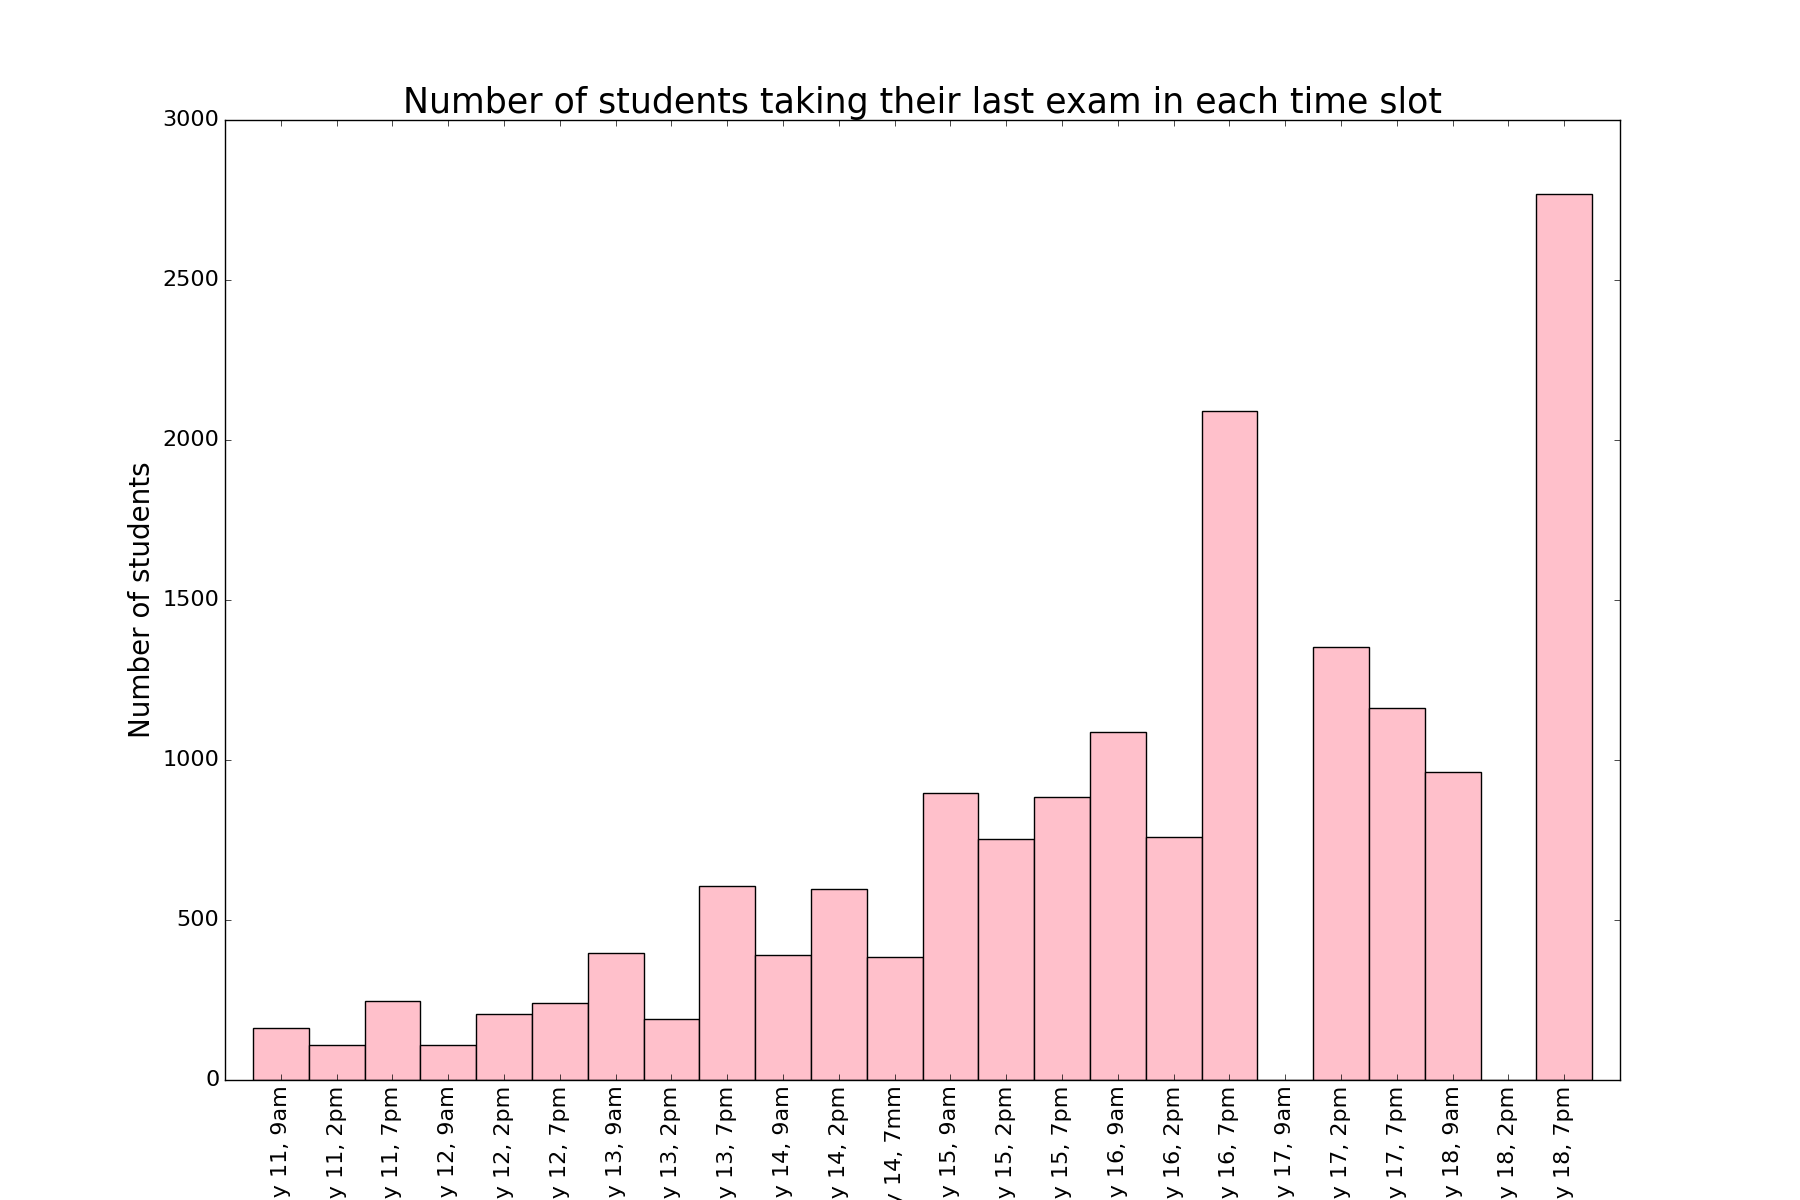 Number of students taking their last exam in each time slot
3000
2500
2000
1500
1000
500
0
Number of students
y 11, 9am
y 11, 2pm
y 11, 7pm
y 12, 9am
y 12, 2pm
y 12, 7pm
y 13, 9am
y 13, 2pm
y 13, 7pm
y 14, 9am
y 14, 2pm
y 14, 7mm
y 15, 9am
y 15, 2pm
y 15, 7pm
y 16, 9am
y 16, 2pm
y 16, 7pm
y 17, 9am
y 17, 2pm
y 17, 7pm
y 18, 9am
y 18, 2pm
y 18, 7pm